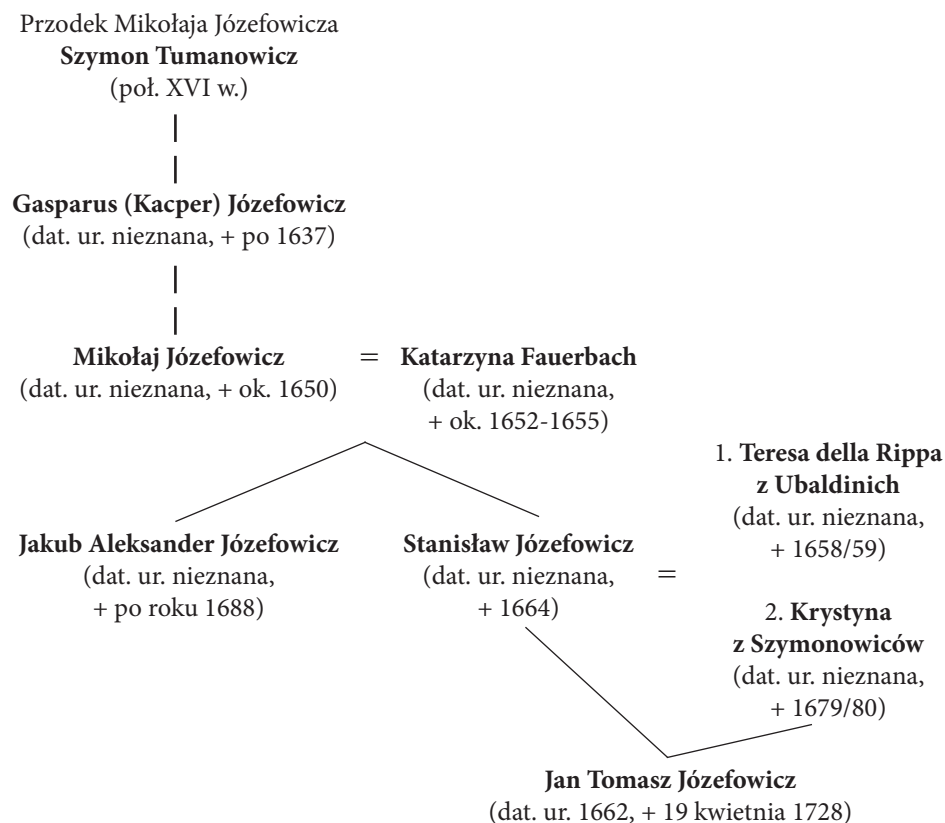 Przodek Mikołaja Józefowicza
Szymon Tumanowicz
(poł. XVI w.)
Gasparus (Kacper) Józefowicz
(dat. ur. nieznana, + po 1637)
Mikołaj Józefowicz = Katarzyna Fauerbach
(dat. ur. nieznana, + ok. 1650)
(dat. ur. nieznana,
+ ok. 1652-1655)
1. Teresa della Rippa
z Ubaldinich
(dat. ur. nieznana,
+ 1658/59)
Jakub Aleksander Józefowicz
(dat. ur. nieznana,
+ po roku 1688)
Stanisław Józefowicz
(dat. ur. nieznana,
+ 1664)
=
2. Krystyna
z Szymonowiców
(dat. ur. nieznana,
+ 1679/80)
Jan Tomasz Józefowicz
(dat. ur. 1662, + 19 kwietnia 1728)